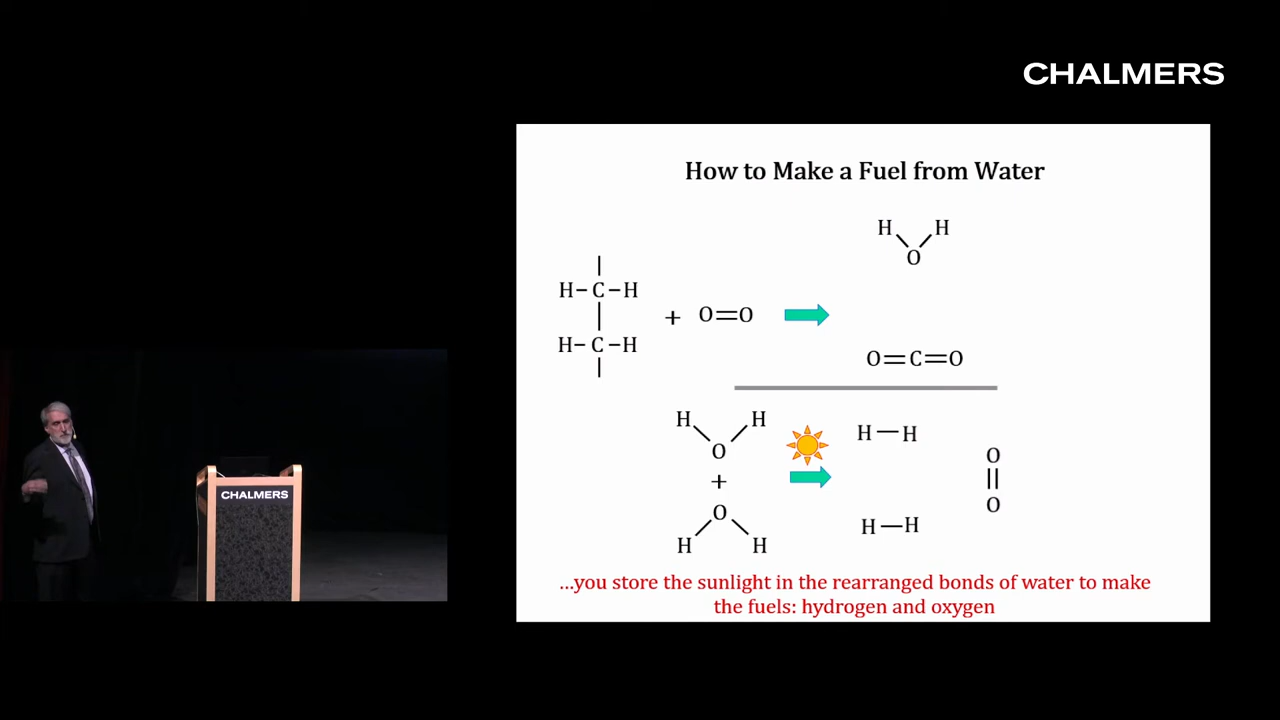 CHALMERS
How to Make a Fuel from Water
H H
O
H C H
+ O=O
H C H
O=C=O
H H
O
+
O
H H
H—H
O
O
H—H
...you store the sunlight in the rearranged bonds of water to make
the fuels: hydrogen and oxygen
CHALMERS